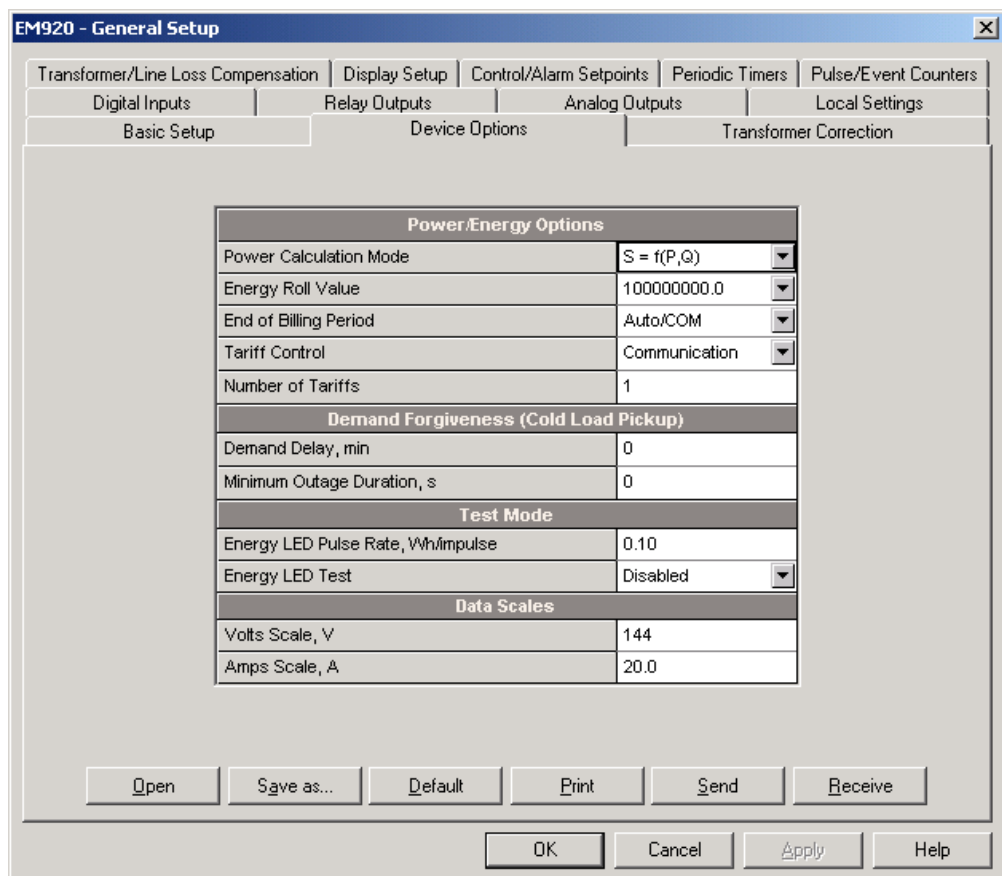 EM920 - General Setup
Transformer/Line Loss Compensation Display Setup Control/Alarm Setpoints Periodic Timers Pulse/Event Counters
Digital Inputs Relay Outputs Analog Outputs Local Settings
Basic Setup Device Options Transformer Correction
Power/Energy Options
Power Calculation Mode S = f(P,Q)
Energy Roll Value 100000000.0
End of Billing Period Auto/COM
Tariff Control Communication
Number of Tariffs 1
Demand Forgiveness (Cold Load Pickup)
Demand Delay, min 0
Minimum Outage Duration, s 0
Test Mode
Energy LED Pulse Rate, Wh/impulse 0.10
Energy LED Test Disabled
Data Scales
Volts Scale, V 144
Amps Scale, A 20.0
Open Save as... Default Print Send Receive
OK Cancel Apply Help